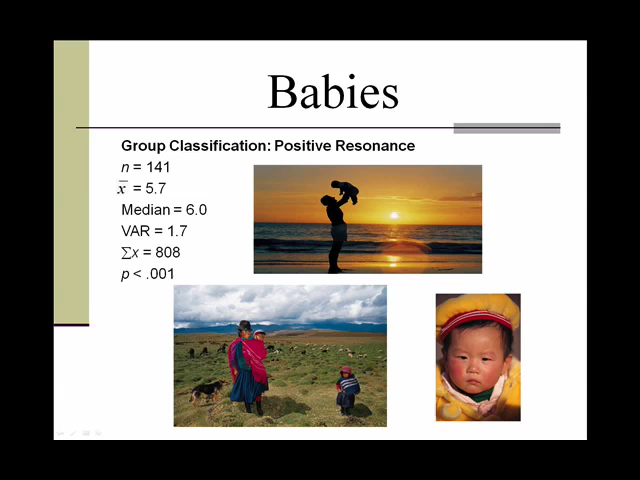 Babies
Group Classification: Positive Resonance
n = 141
x̅ = 5.7
Median = 6.0
VAR = 1.7
∑x = 808
p < .001